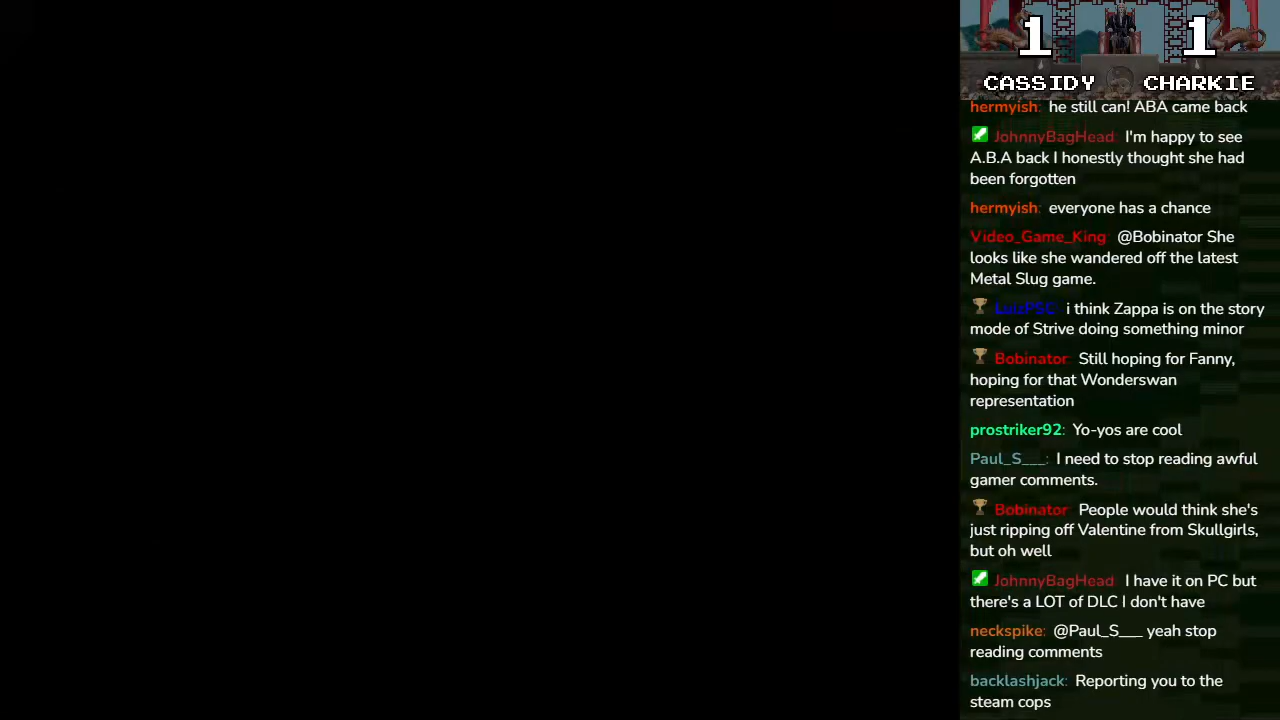 1 1
CASSIDY CHARKIE
hermyish: he still can! ABA came back
JohnnyBagHead: I'm happy to see
A.B.A back I honestly thought she had
been forgotten
hermyish: everyone has a chance
Video_Game_King: @Bobinator She
looks like she wandered off the latest
Metal Slug game.
LuizPSC: i think Zappa is on the story
mode of Strive doing something minor
Bobinator: Still hoping for Fanny,
hoping for that Wonderswan
representation
prostriker92: Yo-yos are cool
Paul_S___: I need to stop reading awful
gamer comments.
Bobinator: People would think she's
just ripping off Valentine from Skullgirls,
but oh well
JohnnyBagHead: I have it on PC but
there's a LOT of DLC I don't have
neckspike: @Paul_S___ yeah stop
reading comments
backlashjack: Reporting you to the
steam cops